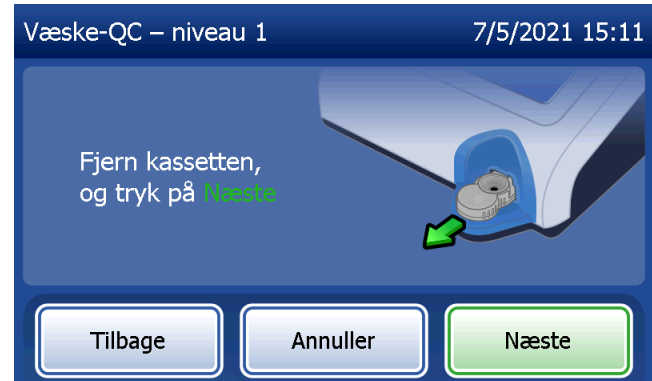 Væske-QC – niveau 1
7/5/2021 15:11
Fjern kassetten,
og tryk på Næste
Tilbage
Annuller
Næste